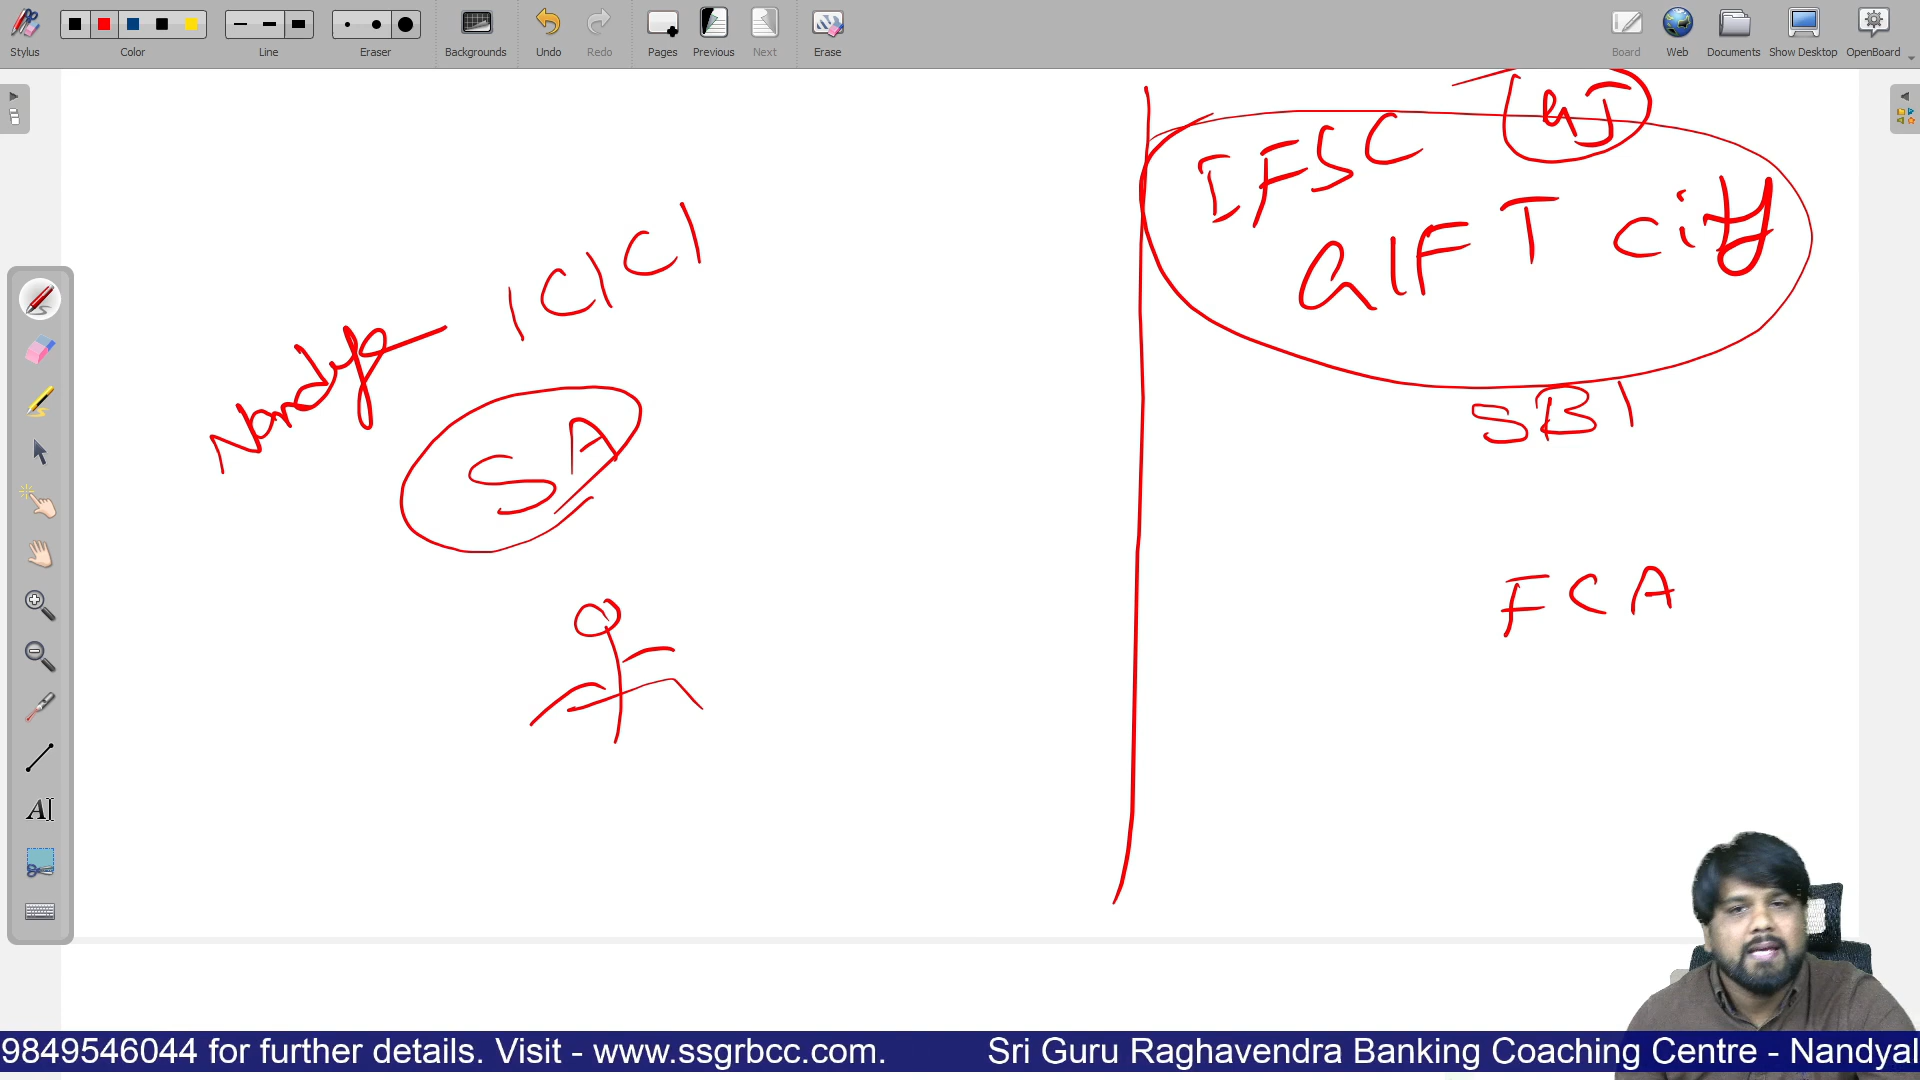 Stylus
Color
Line
Eraser
Backgrounds
Undo
Redo
Pages
Previous
Next
Erase
Board
Web
Documents
Show Desktop
OpenBoard
GJ
IFSC
GIFT city
ICICI
SA
SBI
FCA
9849546044 for further details. Visit - www.ssgrbcc.com. Sri Guru Raghavendra Banking Coaching Centre - Nandyal